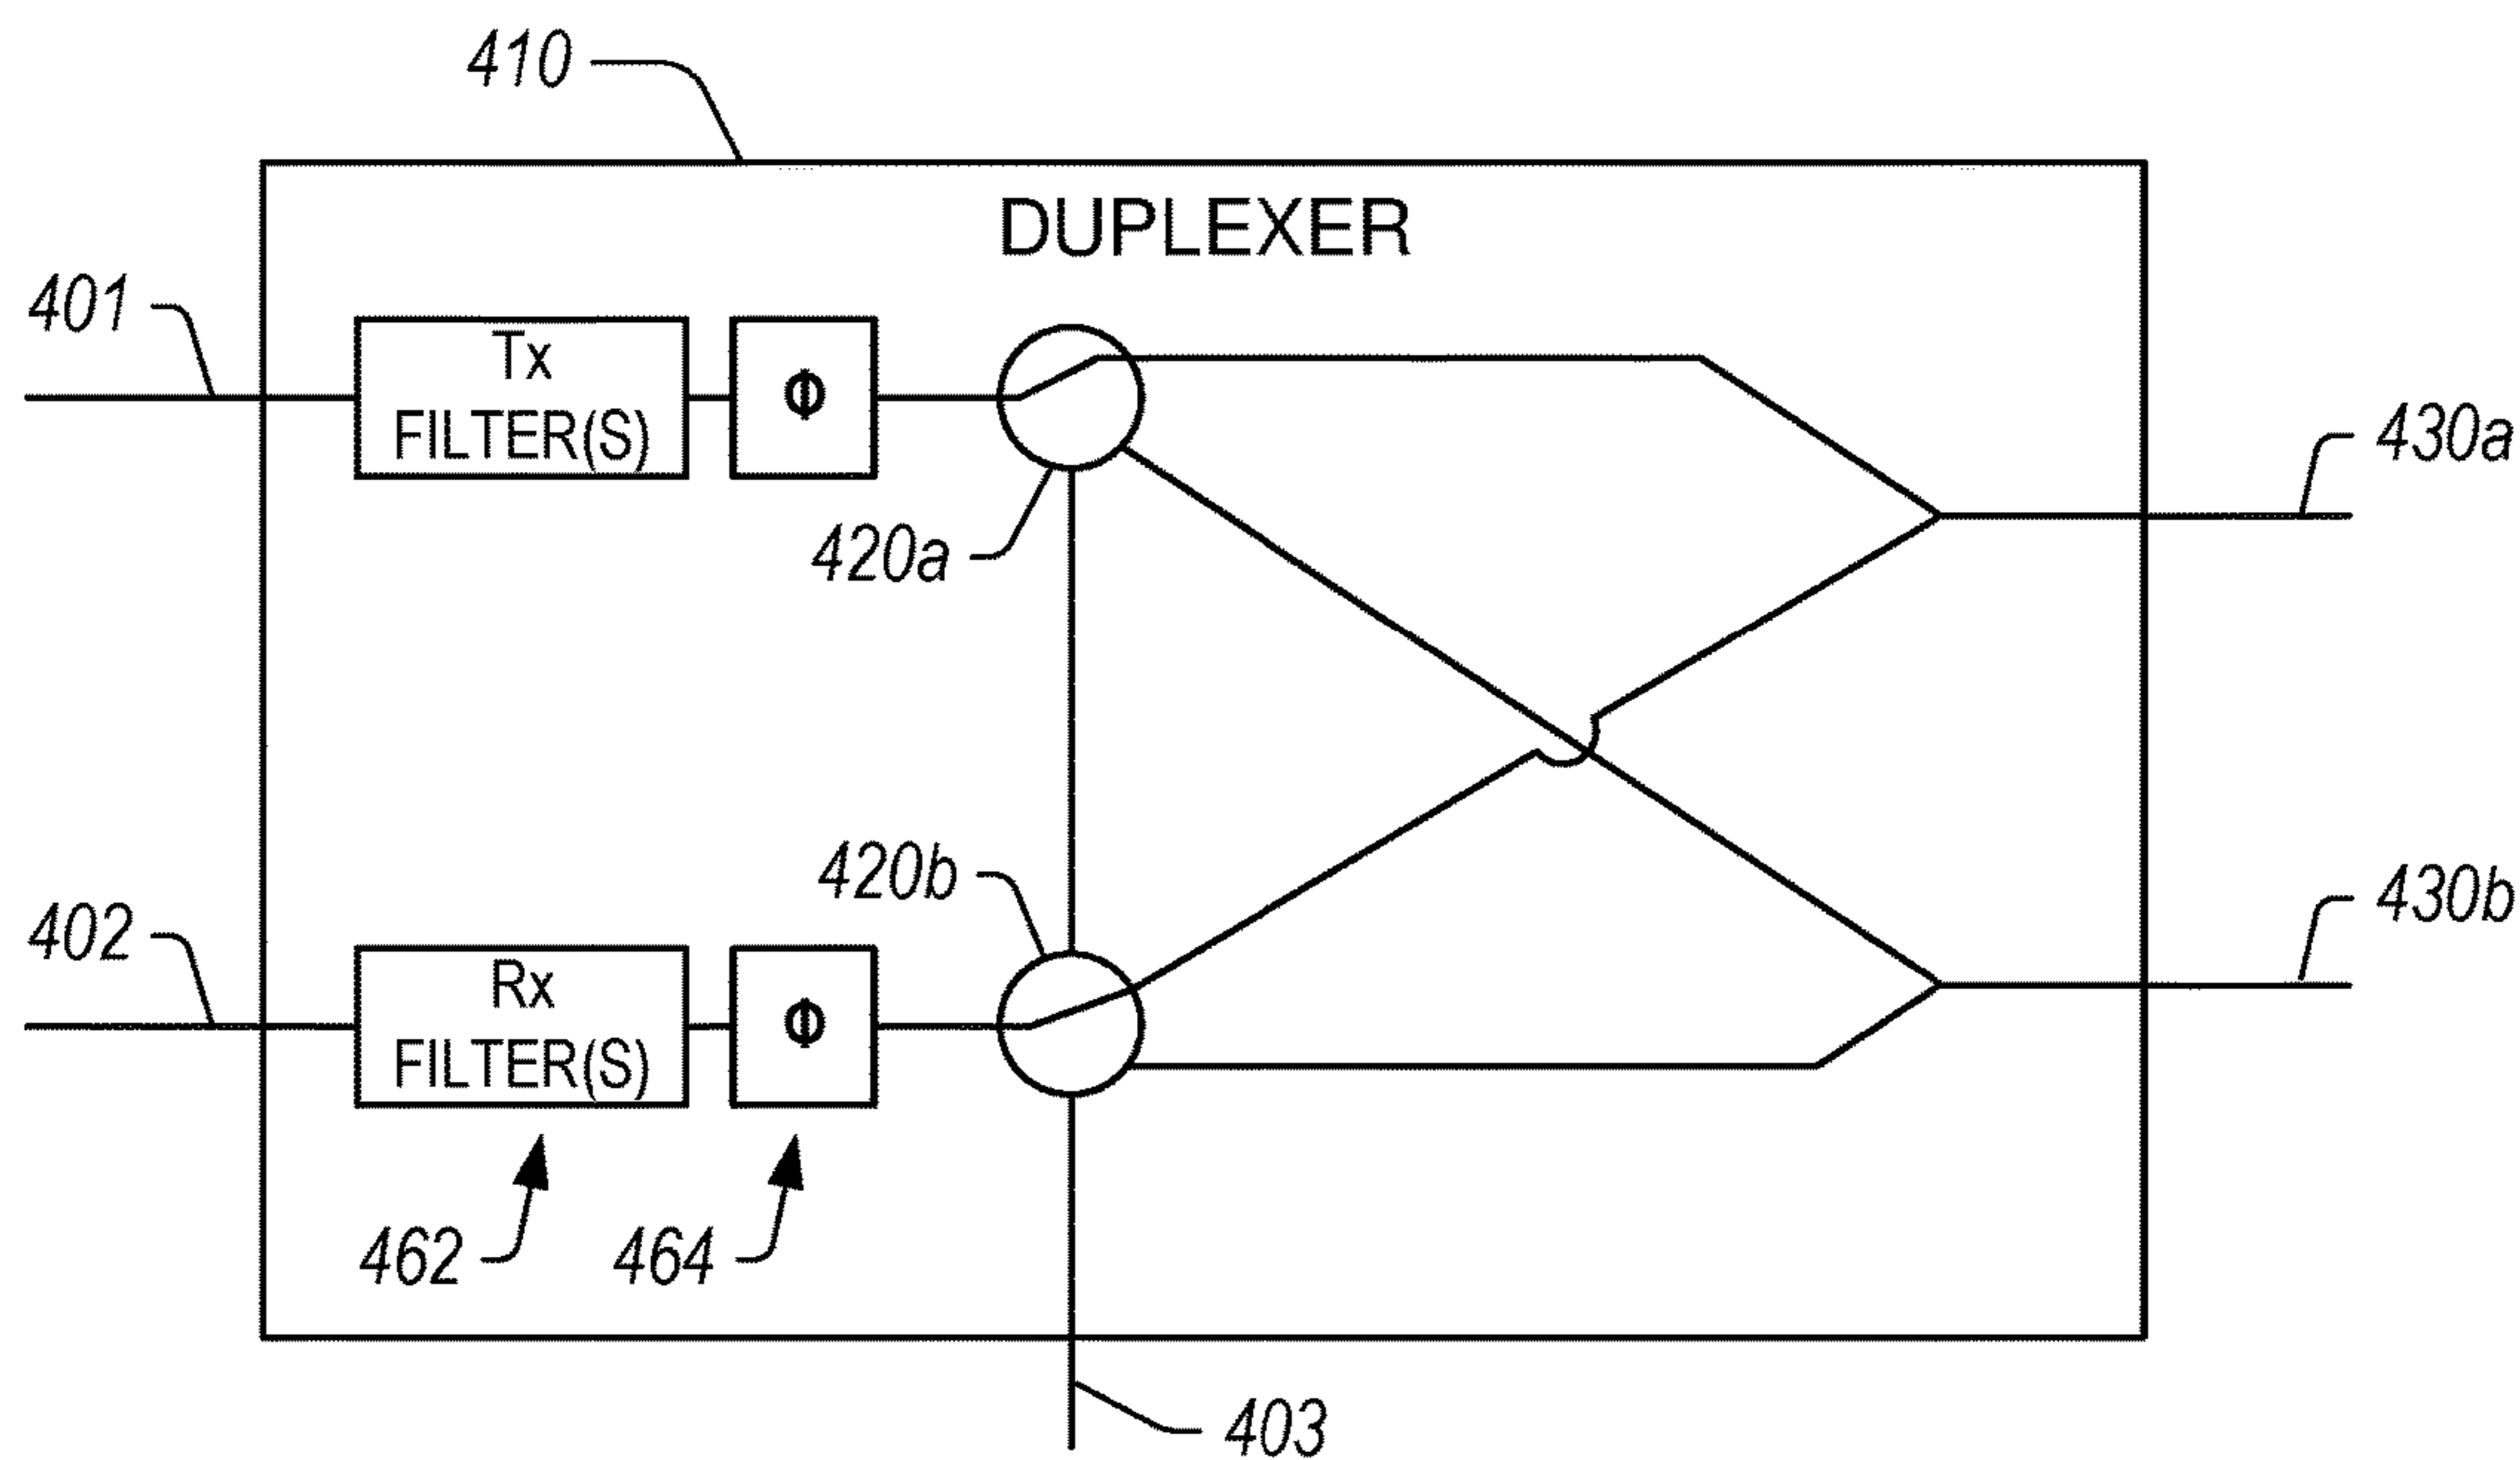 410
DUPLEXER
401
Tx
FILTER(S)
Φ
430a
420a
420b
430b
402
Rx
FILTER(S)
Φ
462
464
403